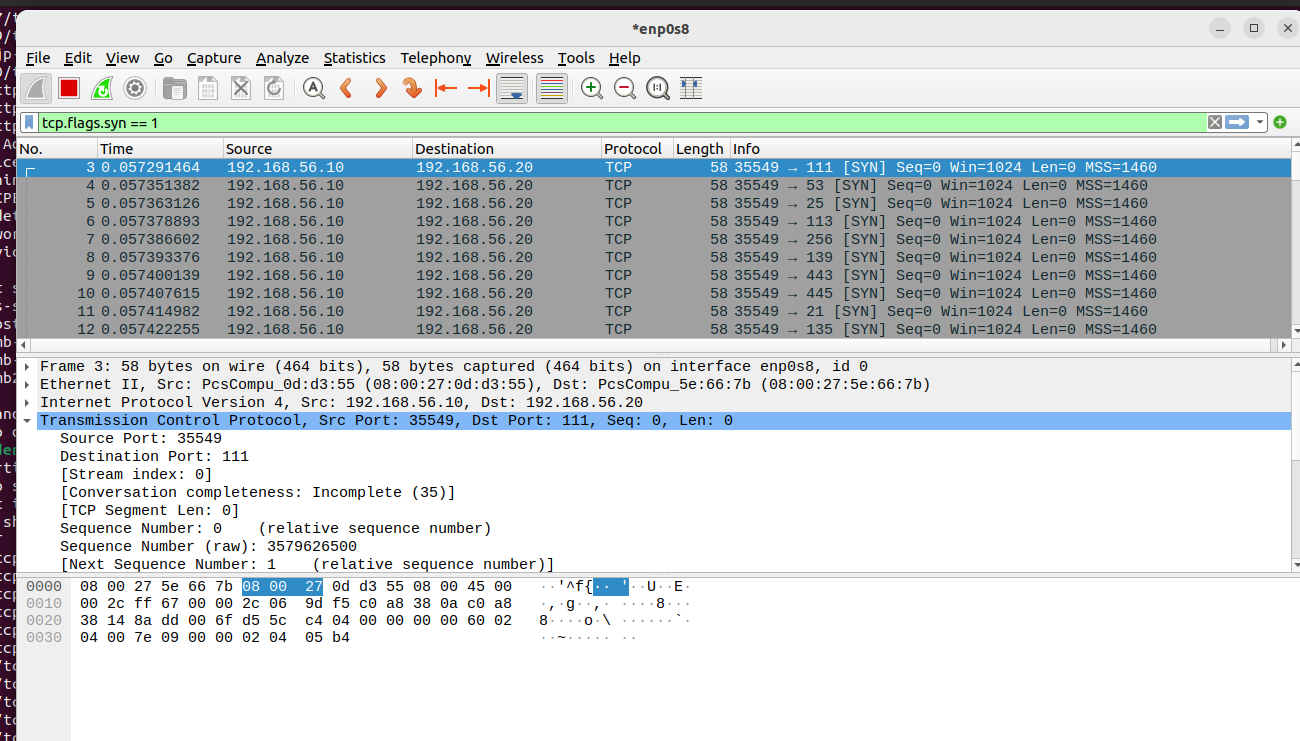 *enp0s8
File Edit View Go Capture Analyze Statistics Telephony Wireless Tools Help
tcp.flags.syn == 1
No. Time Source Destination Protocol Length Info
3 0.057291464 192.168.56.10 192.168.56.20 TCP 58 35549 → 111 [SYN] Seq=0 Win=1024 Len=0 MSS=1460
4 0.057351382 192.168.56.10 192.168.56.20 TCP 58 35549 → 53 [SYN] Seq=0 Win=1024 Len=0 MSS=1460
5 0.057363126 192.168.56.10 192.168.56.20 TCP 58 35549 → 25 [SYN] Seq=0 Win=1024 Len=0 MSS=1460
6 0.057378893 192.168.56.10 192.168.56.20 TCP 58 35549 → 113 [SYN] Seq=0 Win=1024 Len=0 MSS=1460
7 0.057386602 192.168.56.10 192.168.56.20 TCP 58 35549 → 256 [SYN] Seq=0 Win=1024 Len=0 MSS=1460
8 0.057393376 192.168.56.10 192.168.56.20 TCP 58 35549 → 139 [SYN] Seq=0 Win=1024 Len=0 MSS=1460
9 0.057400139 192.168.56.10 192.168.56.20 TCP 58 35549 → 443 [SYN] Seq=0 Win=1024 Len=0 MSS=1460
10 0.057407615 192.168.56.10 192.168.56.20 TCP 58 35549 → 445 [SYN] Seq=0 Win=1024 Len=0 MSS=1460
11 0.057414982 192.168.56.10 192.168.56.20 TCP 58 35549 → 21 [SYN] Seq=0 Win=1024 Len=0 MSS=1460
12 0.057422255 192.168.56.10 192.168.56.20 TCP 58 35549 → 135 [SYN] Seq=0 Win=1024 Len=0 MSS=1460
Frame 3: 58 bytes on wire (464 bits), 58 bytes captured (464 bits) on interface enp0s8, id 0
Ethernet II, Src: PcsCompu_0d:d3:55 (08:00:27:0d:d3:55), Dst: PcsCompu_5e:66:7b (08:00:27:5e:66:7b)
Internet Protocol Version 4, Src: 192.168.56.10, Dst: 192.168.56.20
Transmission Control Protocol, Src Port: 35549, Dst Port: 111, Seq: 0, Len: 0
Source Port: 35549
Destination Port: 111
[Stream index: 0]
[Conversation completeness: Incomplete (35)]
[TCP Segment Len: 0]
Sequence Number: 0 (relative sequence number)
Sequence Number (raw): 3579626500
[Next Sequence Number: 1 (relative sequence number)]
0000 08 00 27 5e 66 7b 08 00 27 0d d3 55 08 00 45 00 ··'^f{·· '··U··E·
0010 00 2c ff 67 00 00 2c 06 9d f5 c0 a8 38 0a c0 a8 ·,·g··,· ····8···
0020 38 14 8a dd 00 6f d5 5c c4 04 00 00 00 00 60 02 8····o·\ ······`·
0030 04 00 7e 09 00 00 02 04 05 b4 ··~····· ··